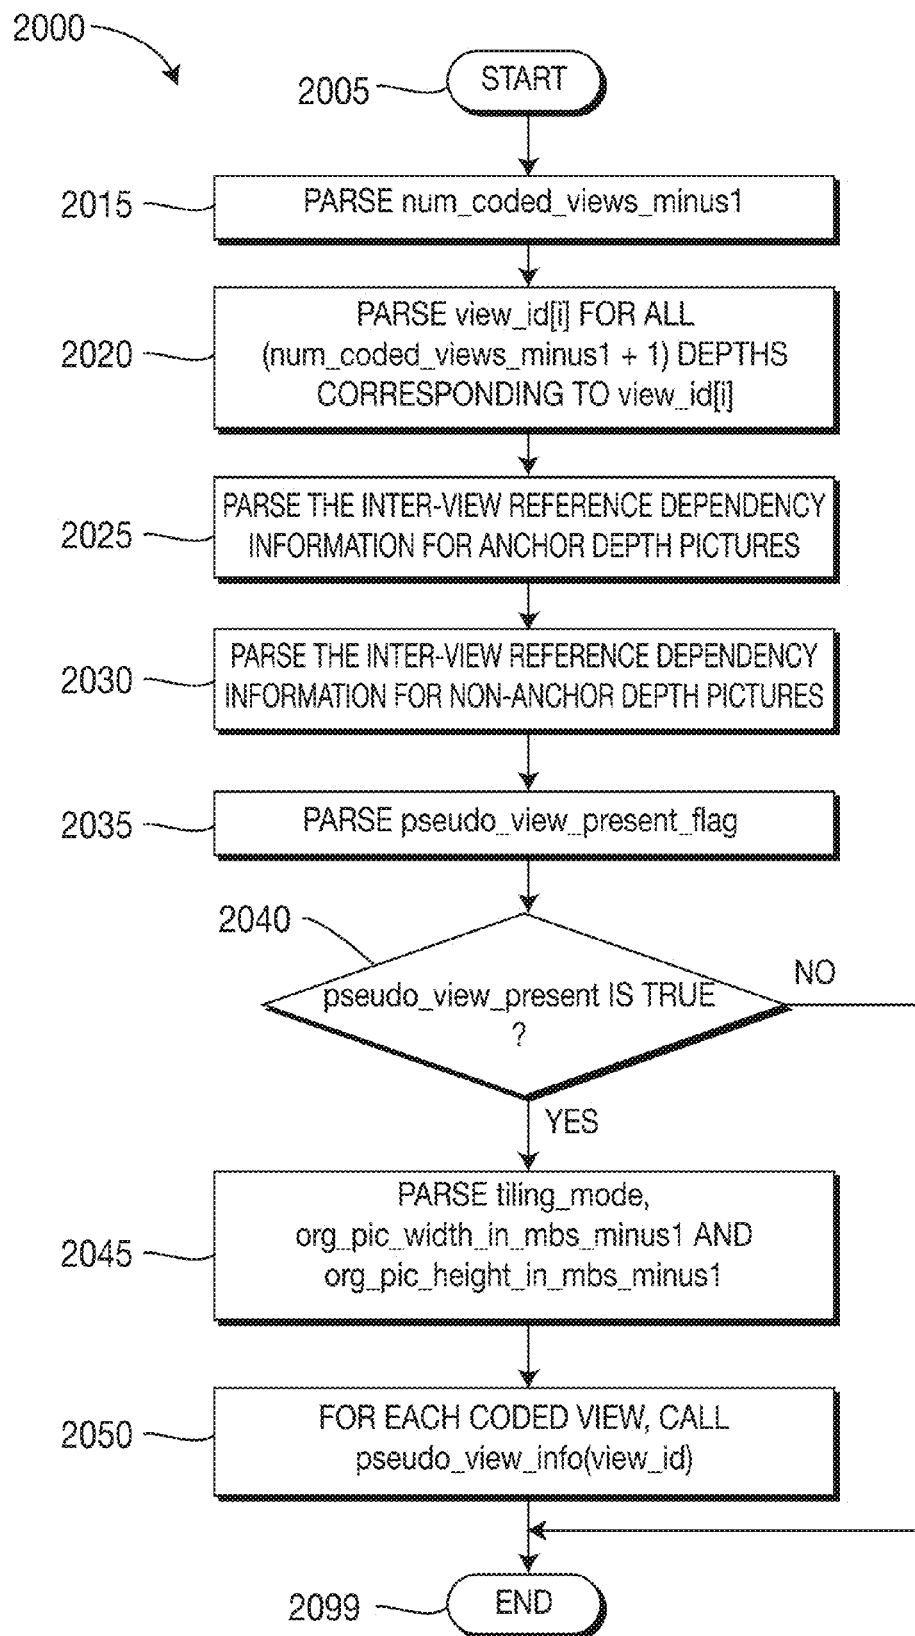 2000
START
2005
PARSE num_coded_views_minus1
2015
PARSE view_id[i] FOR ALL
(num_coded_views_minus1 + 1) DEPTHS
CORRESPONDING TO view_id[i]
2020
PARSE THE INTER-VIEW REFERENCE DEPENDENCY
INFORMATION FOR ANCHOR DEPTH PICTURES
2025
PARSE THE INTER-VIEW REFERENCE DEPENDENCY
INFORMATION FOR NON-ANCHOR DEPTH PICTURES
2030
PARSE pseudo_view_present_flag
2035
2040
pseudo_view_present IS TRUE
?
NO
YES
PARSE tiling_mode,
org_pic_width_in_mbs_minus1 AND
org_pic_height_in_mbs_minus1
2045
FOR EACH CODED VIEW, CALL
pseudo_view_info(view_id)
2050
END
2099